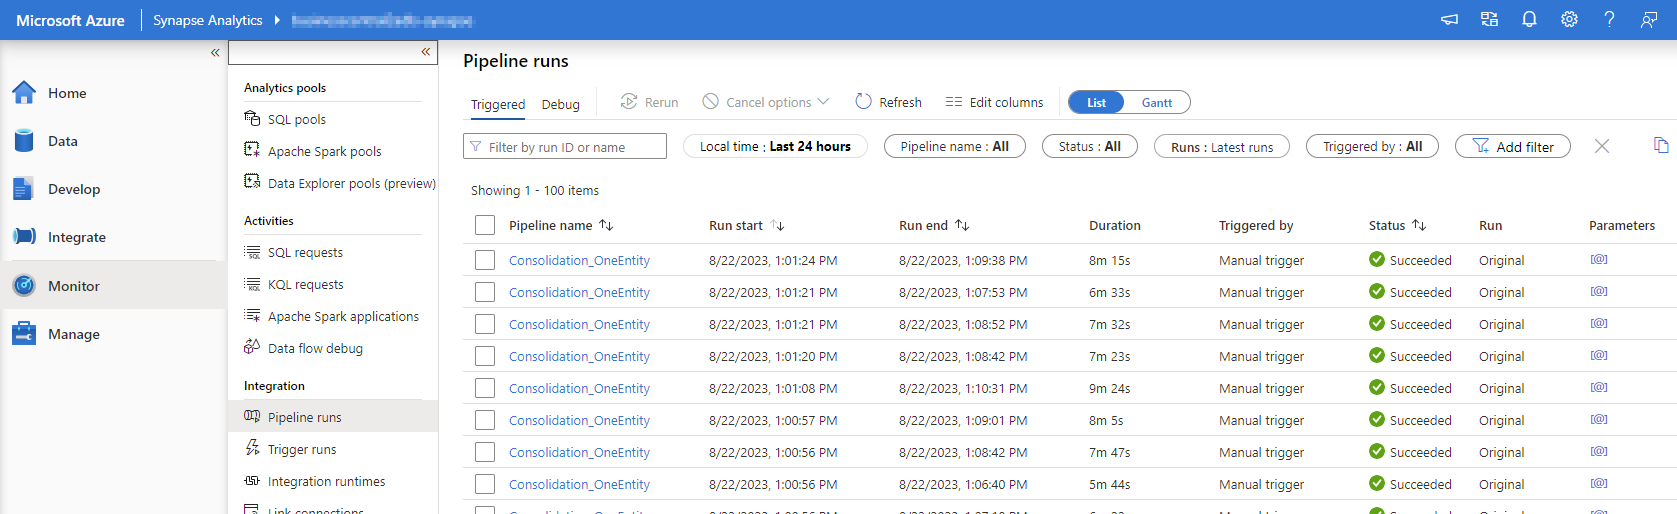 Microsoft Azure
Synapse Analytics
«
«
Home
Data
Develop
Integrate
Monitor
Manage
Analytics pools
SQL pools
Apache Spark pools
Data Explorer pools (preview)
Activities
SQL requests
KQL requests
Apache Spark applications
Data flow debug
Integration
Pipeline runs
Trigger runs
Integration runtimes
Link connections
Pipeline runs
Triggered Debug Rerun Cancel options Refresh Edit columns List Gantt
Filter by run ID or name Local time : Last 24 hours Pipeline name : All Status : All Runs : Latest runs Triggered by : All Add filter
Showing 1 - 100 items
Pipeline name Run start Run end Duration Triggered by Status Run Parameters
Consolidation_OneEntity 8/22/2023, 1:01:24 PM 8/22/2023, 1:09:38 PM 8m 15s Manual trigger Succeeded Original [@]
Consolidation_OneEntity 8/22/2023, 1:01:21 PM 8/22/2023, 1:07:53 PM 6m 33s Manual trigger Succeeded Original [@]
Consolidation_OneEntity 8/22/2023, 1:01:21 PM 8/22/2023, 1:08:52 PM 7m 32s Manual trigger Succeeded Original [@]
Consolidation_OneEntity 8/22/2023, 1:01:20 PM 8/22/2023, 1:08:42 PM 7m 23s Manual trigger Succeeded Original [@]
Consolidation_OneEntity 8/22/2023, 1:01:08 PM 8/22/2023, 1:10:31 PM 9m 24s Manual trigger Succeeded Original [@]
Consolidation_OneEntity 8/22/2023, 1:00:57 PM 8/22/2023, 1:09:01 PM 8m 5s Manual trigger Succeeded Original [@]
Consolidation_OneEntity 8/22/2023, 1:00:56 PM 8/22/2023, 1:08:42 PM 7m 47s Manual trigger Succeeded Original [@]
Consolidation_OneEntity 8/22/2023, 1:00:56 PM 8/22/2023, 1:06:40 PM 5m 44s Manual trigger Succeeded Original [@]